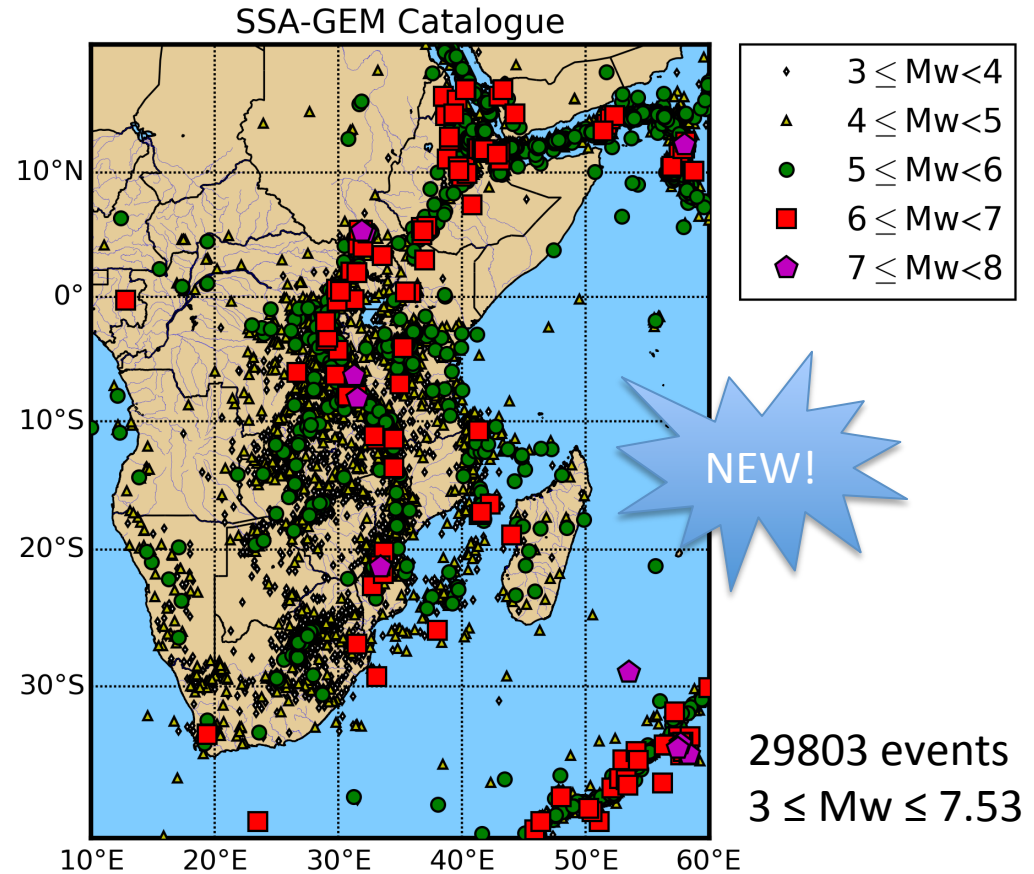 SSA-GEM Catalogue
3 ≤ Mw<4
4 ≤ Mw<5
5 ≤ Mw<6
6 ≤ Mw<7
7 ≤ Mw<8
10°N
0°
10°S
20°S
30°S
10°E 20°E 30°E 40°E 50°E 60°E
NEW!
29803 events
3 ≤ Mw ≤ 7.53